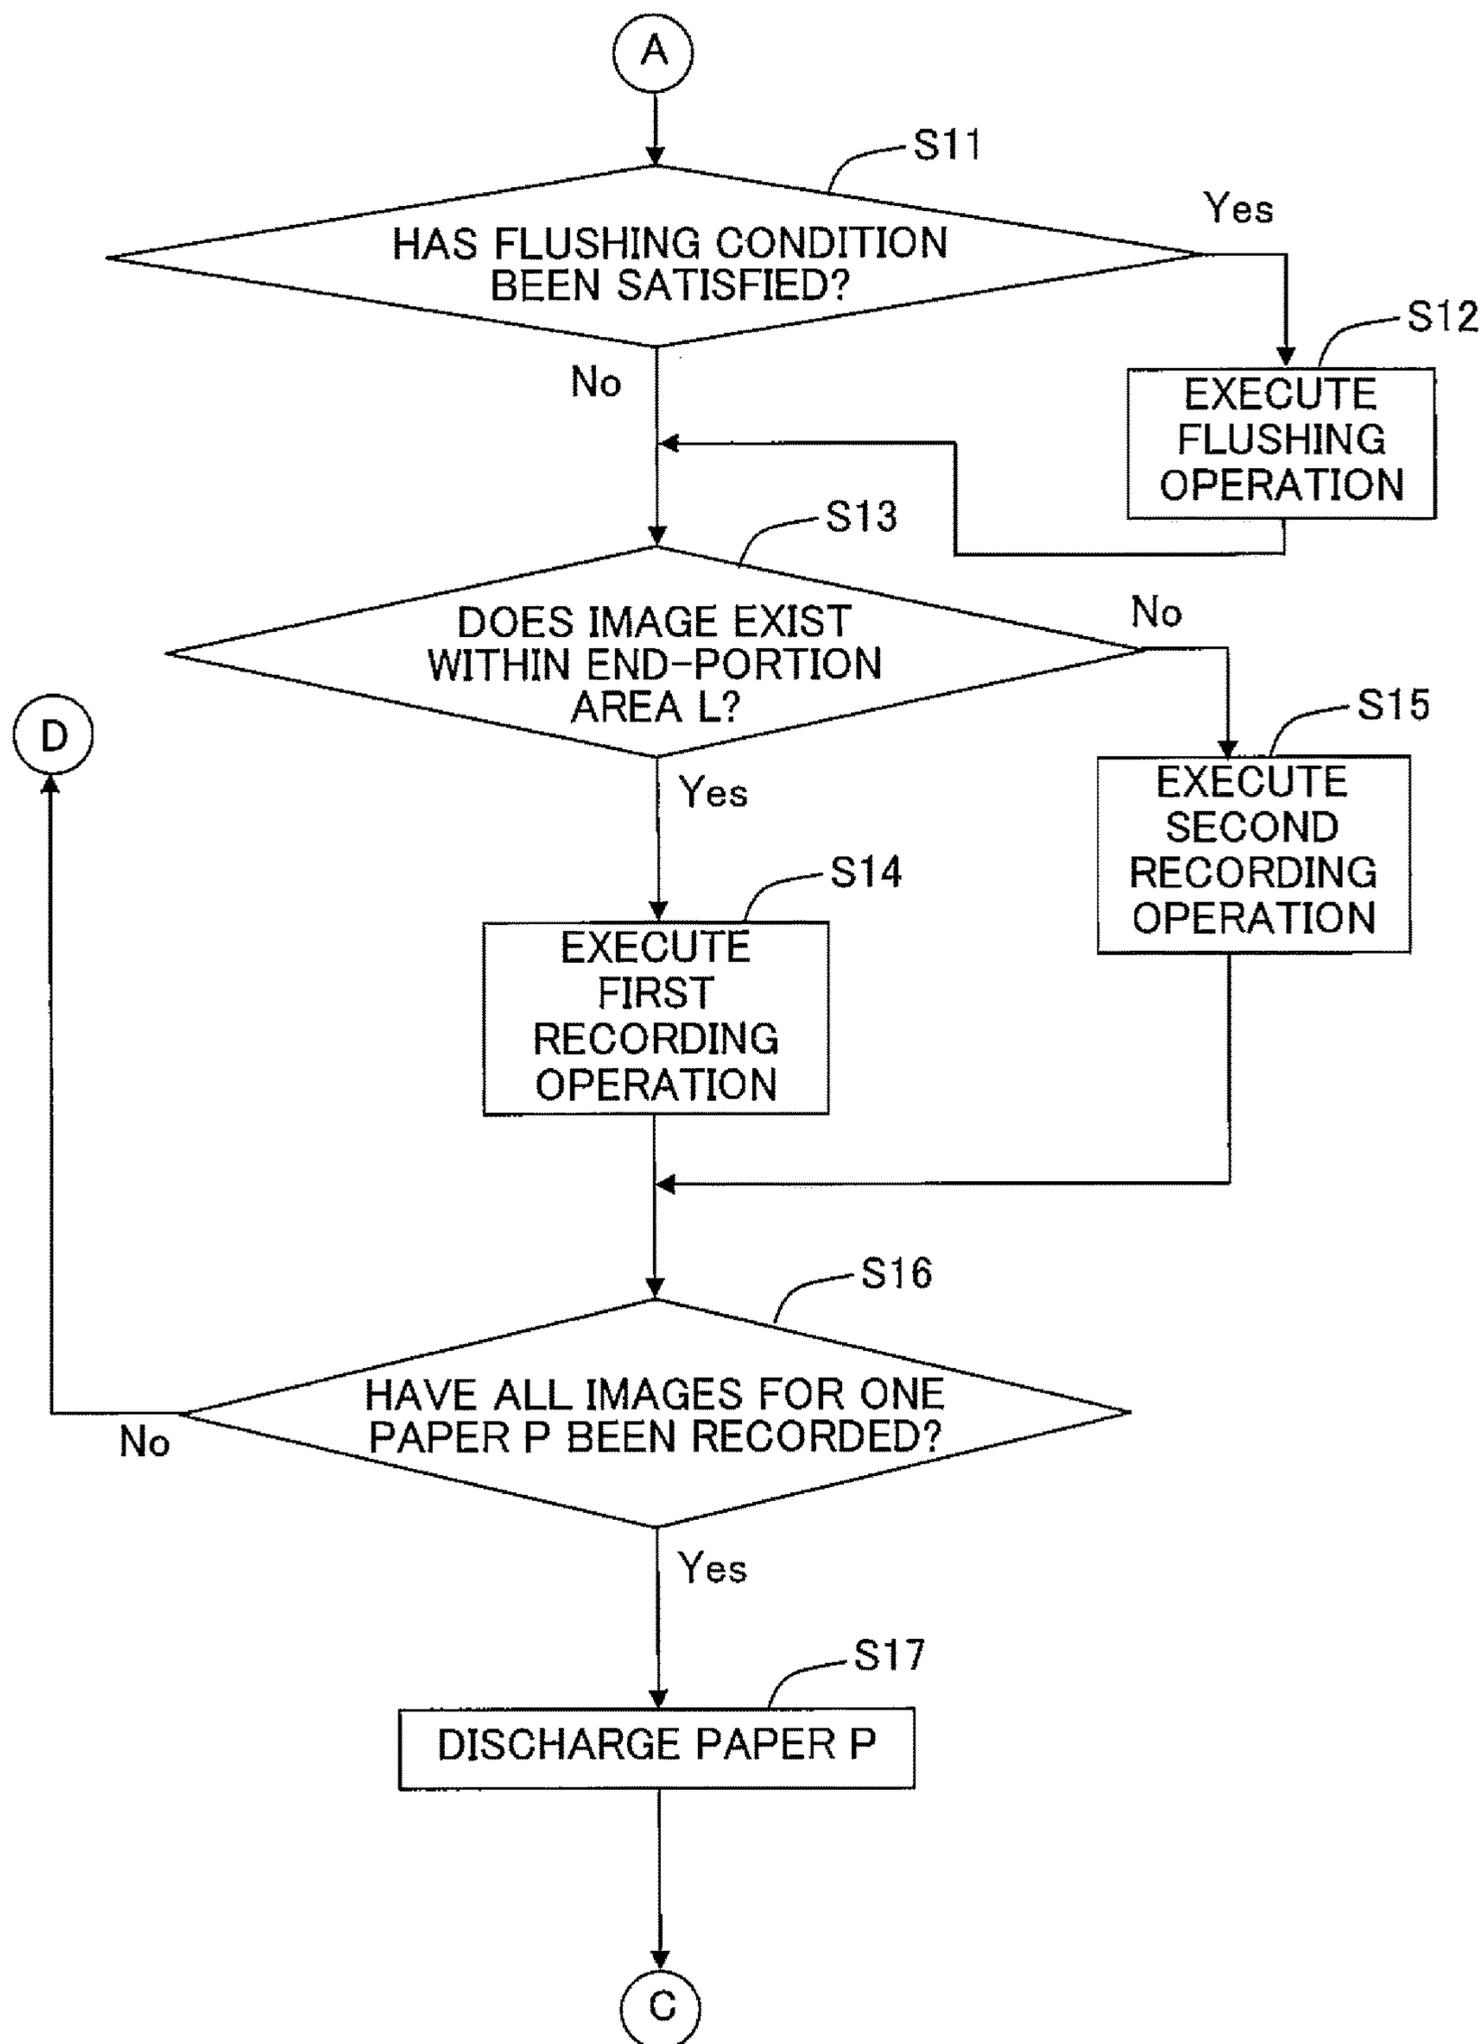 A
S11
Yes
HAS FLUSHING CONDITION
BEEN SATISFIED?
S12
No
EXECUTE
FLUSHING
OPERATION
S13
DOES IMAGE EXIST
WITHIN END-PORTION
AREA L?
No
D
S15
Yes
EXECUTE
SECOND
RECORDING
OPERATION
S14
EXECUTE
FIRST
RECORDING
OPERATION
S16
HAVE ALL IMAGES FOR ONE
PAPER P BEEN RECORDED?
No
Yes
S17
DISCHARGE PAPER P
C